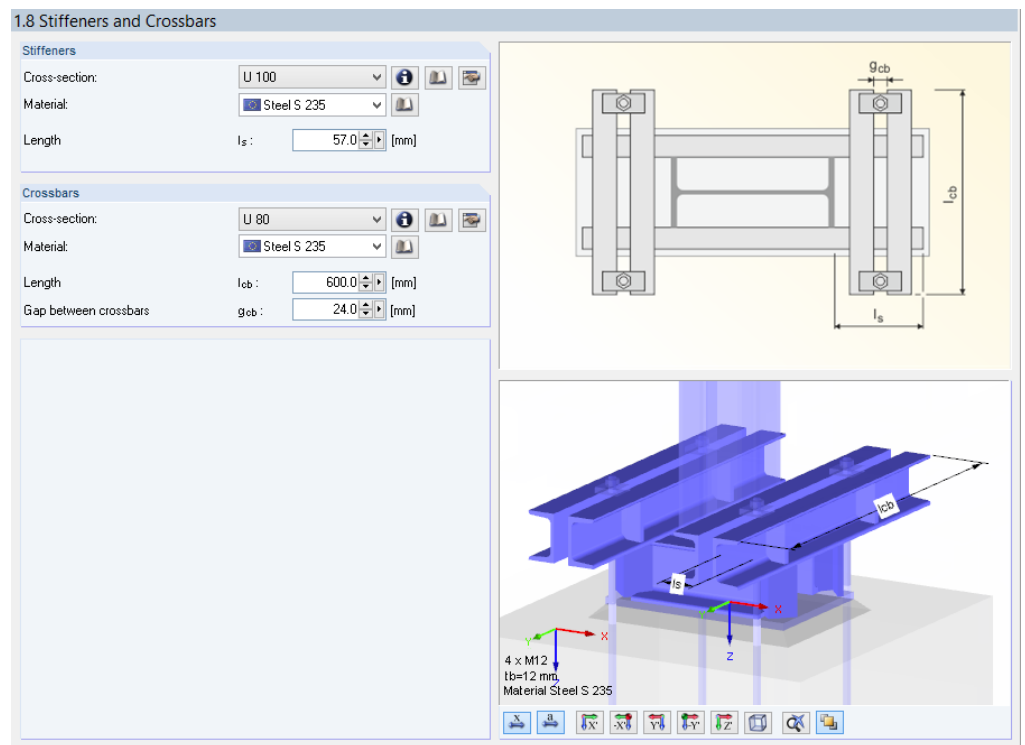 1.8 Stiffeners and Crossbars
Stiffeners
Cross-section: U 100
Material: Steel S 235
Length ls : 57.0 [mm]
Crossbars
Cross-section: U 80
Material: Steel S 235
Length lcb : 600.0 [mm]
Gap between crossbars gcb : 24.0 [mm]
gcb
lcb
ls
lcb
ls
X
Y
Z
X
Y
Z
4 x M12
tb=12 mm
Material Steel S 235
x a X' -X' Y' -Y' Z'